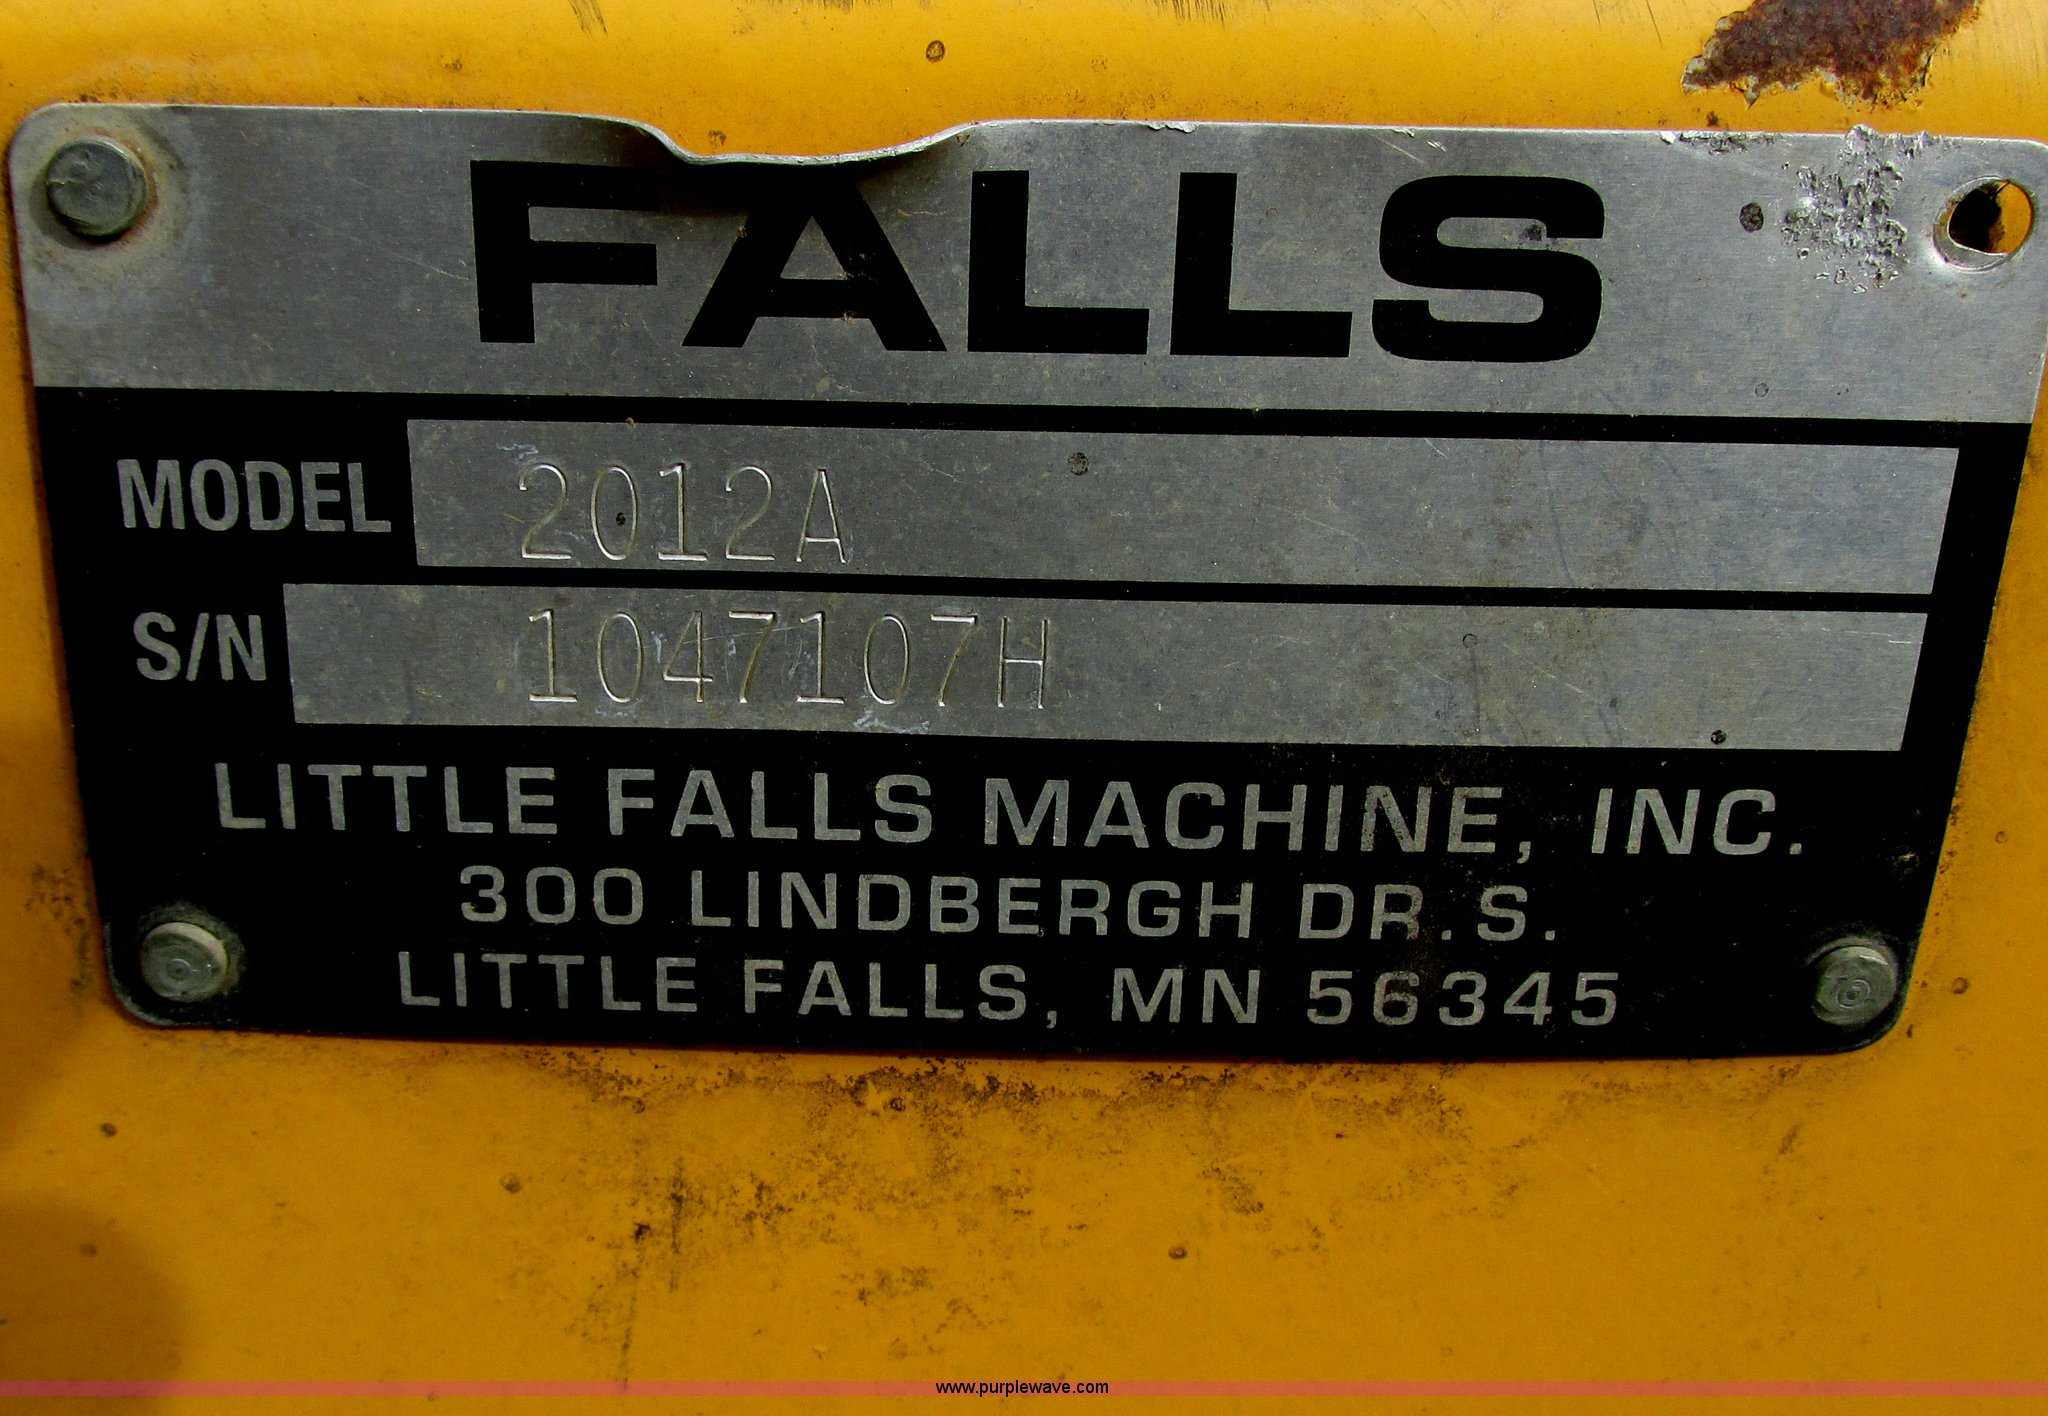 FALLS
MODEL 2012A
S/N 1047107H
LITTLE FALLS MACHINE, INC.
300 LINDBERGH DR. S.
LITTLE FALLS, MN 56345
www.purplewave.com